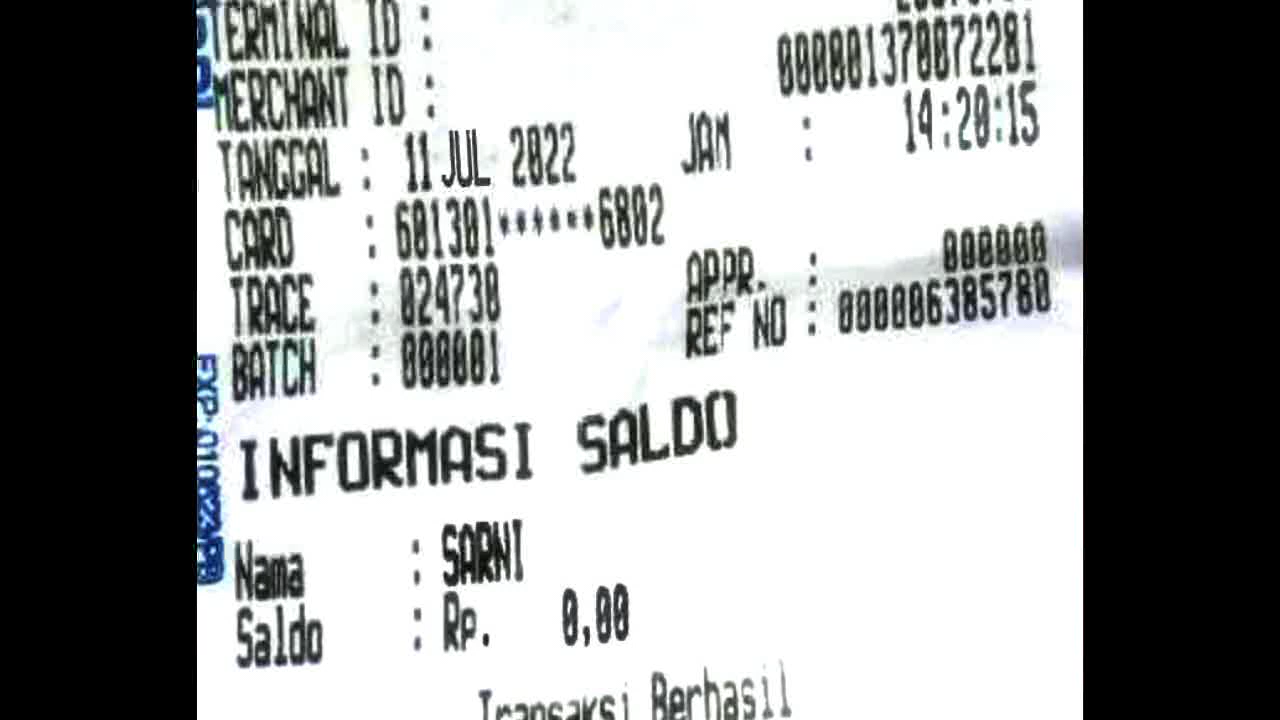 TERMINAL ID :
MERCHANT ID : 000001370072281
TANGGAL : 11 JUL 2022 JAM : 14:20:15
CARD : 601301******6802
TRACE : 024730 APPR. : 000000
BATCH : 000001 REF NO : 000006385780
INFORMASI SALDO
Nama : SARNI
Saldo : Rp. 0,00
Transaksi Berhasil